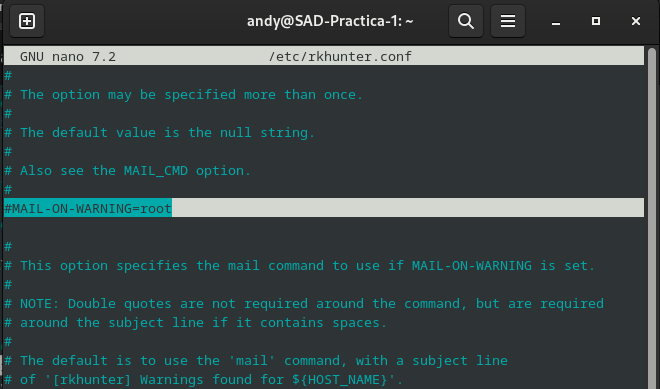 andy@SAD-Practica-1: ~
GNU nano 7.2 /etc/rkhunter.conf
#
# The option may be specified more than once.
#
# The default value is the null string.
#
# Also see the MAIL_CMD option.
#
#MAIL-ON-WARNING=root
#
# This option specifies the mail command to use if MAIL-ON-WARNING is set.
#
# NOTE: Double quotes are not required around the command, but are required
# around the subject line if it contains spaces.
#
# The default is to use the 'mail' command, with a subject line
# of '[rkhunter] Warnings found for ${HOST_NAME}'.